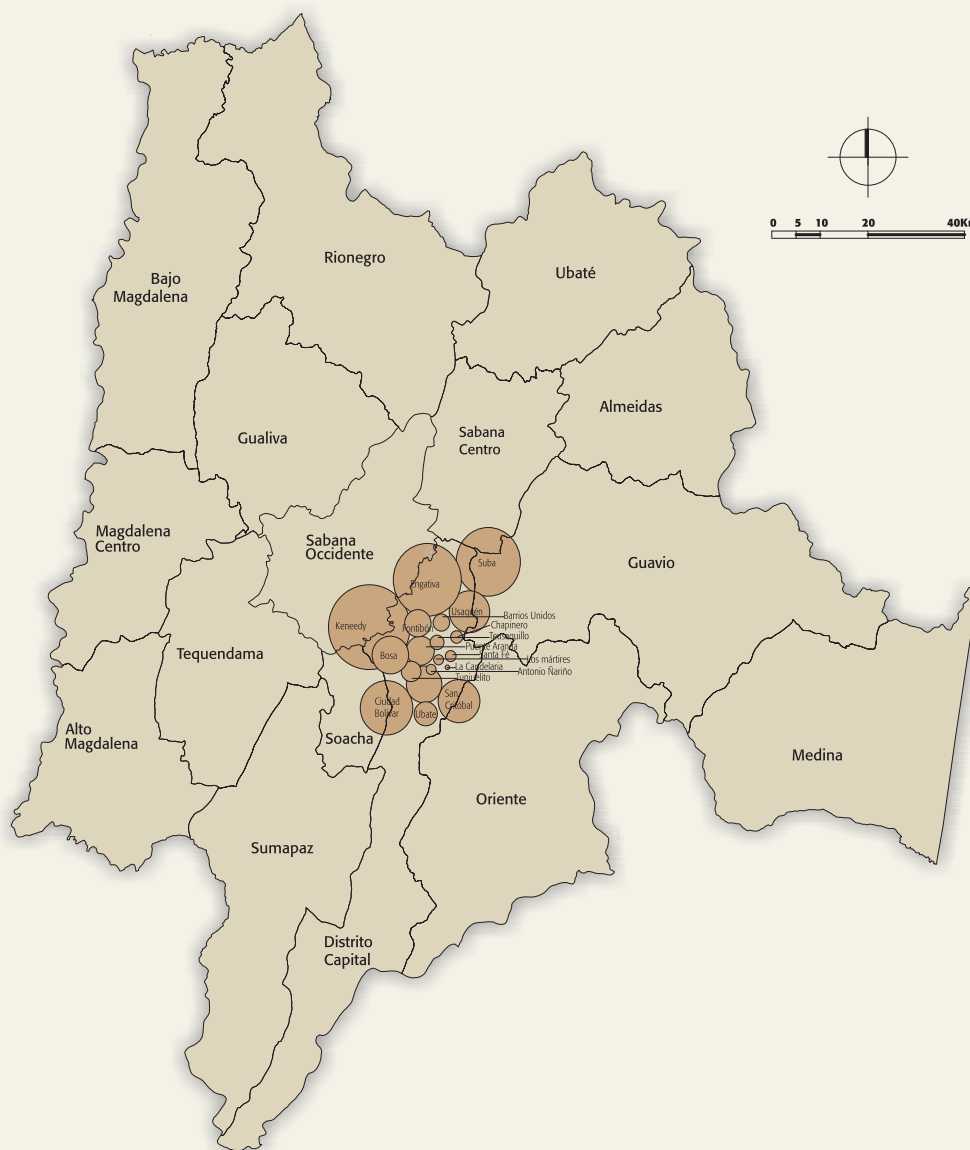 0 5 10 20 40K
Rionegro
Ubaté
Bajo
Magdalena
Almeidas
Gualiva
Sabana
Centro
Magdalena
Centro
Sabana
Occidente
Suba
Guavio
Engativa
Usaquén
Barrios Unidos
Keneedy
Fontibón
Chapinero
Teusaquillo
Puente Aranda
Santa Fé
Tequendama
Bosa
Los mártires
La Candelaria
Antonio Ñariño
Tunjuelito
Ciudad
Bolívar
San
Cristóbal
Ubate
Alto
Magdalena
Soacha
Medina
Oriente
Sumapaz
Distrito
Capital